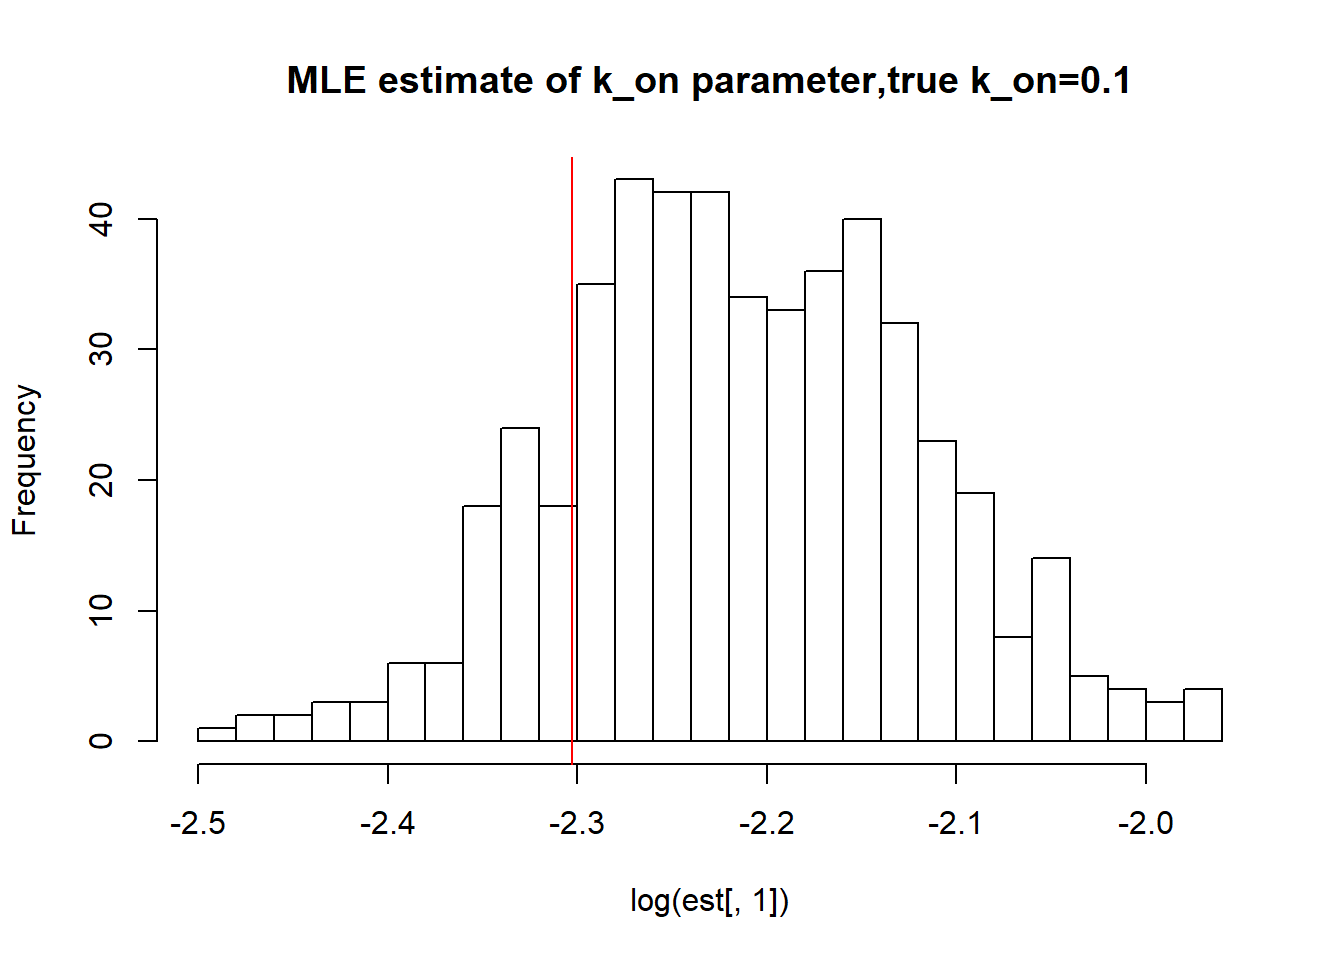 MLE estimate of k_on parameter,true k_on=0.1
Frequency
40
30
20
10
0
-2.5 -2.4 -2.3 -2.2 -2.1 -2.0
log(est[, 1])